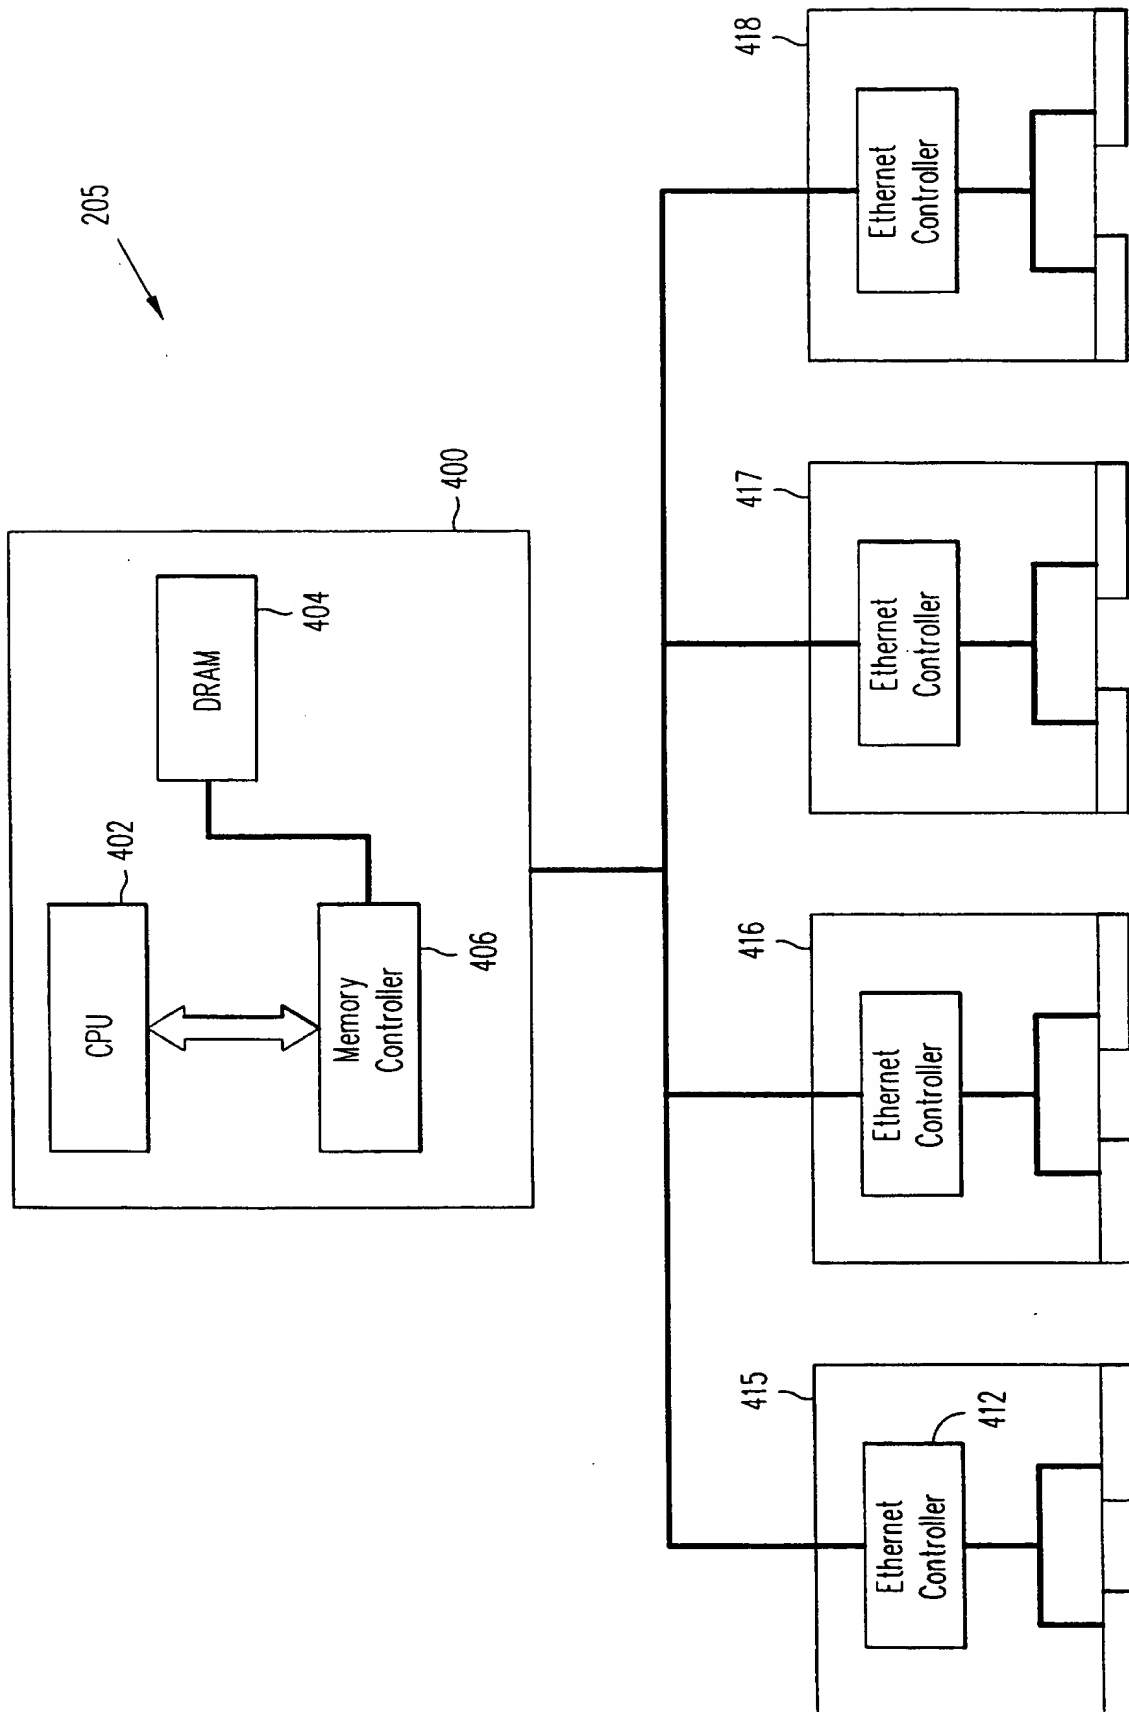 205
400
CPU
402
DRAM
404
Memory
Controller
406
415
Ethernet
Controller
412
416
Ethernet
Controller
417
Ethernet
Controller
418
Ethernet
Controller